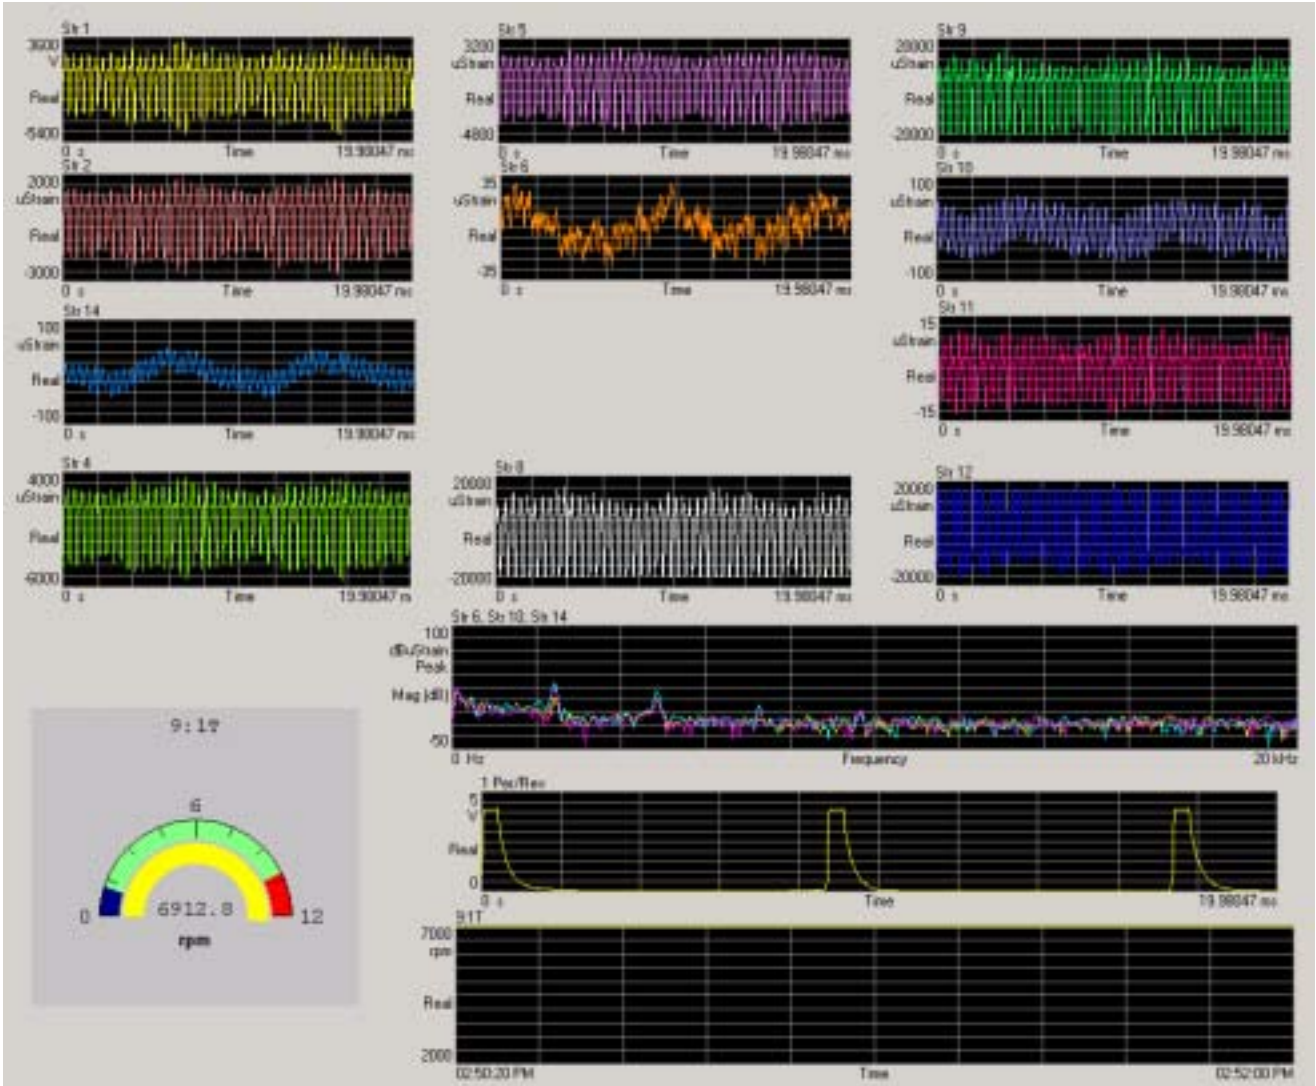 Str 1
3600
V
Real
-5400
0 s Time 19.98047 ms
Str 5
3200
uStrain
Real
-4800
0 s Time 19.98047 ms
Str 9
20000
uStrain
Real
-20000
0 s Time 19.98047 ms
Str 2
2000
uStrain
Real
-3000
0 s Time 19.98047 ms
Str 6
35
uStrain
Real
-35
0 s Time 19.98047 ms
Str 10
100
uStrain
Real
-100
0 s Time 19.98047 ms
Str 14
100
uStrain
Real
-100
0 s Time 19.98047 ms
Str 11
15
uStrain
Real
-15
0 s Time 19.98047 ms
Str 4
4000
uStrain
Real
-6000
0 s Time 19.98047 m
Str 8
20000
uStrain
Real
-20000
0 s Time 19.98047 ms
Str 12
20000
uStrain
Real
-20000
0 s Time 19.98047 ms
Str 6, Str 10, Str 14
100
dBuStrain
Peak
Mag (dB)
-50
0 Hz Frequency 20 kHz
9:1T
6
0 12
6912.8
rpm
1 Per/Rev
5
V
Real
0
0 s Time 19.98047 ms
9:1T
7000
rpm
Real
2000
02:50:20 PM Time 02:52:00 PM